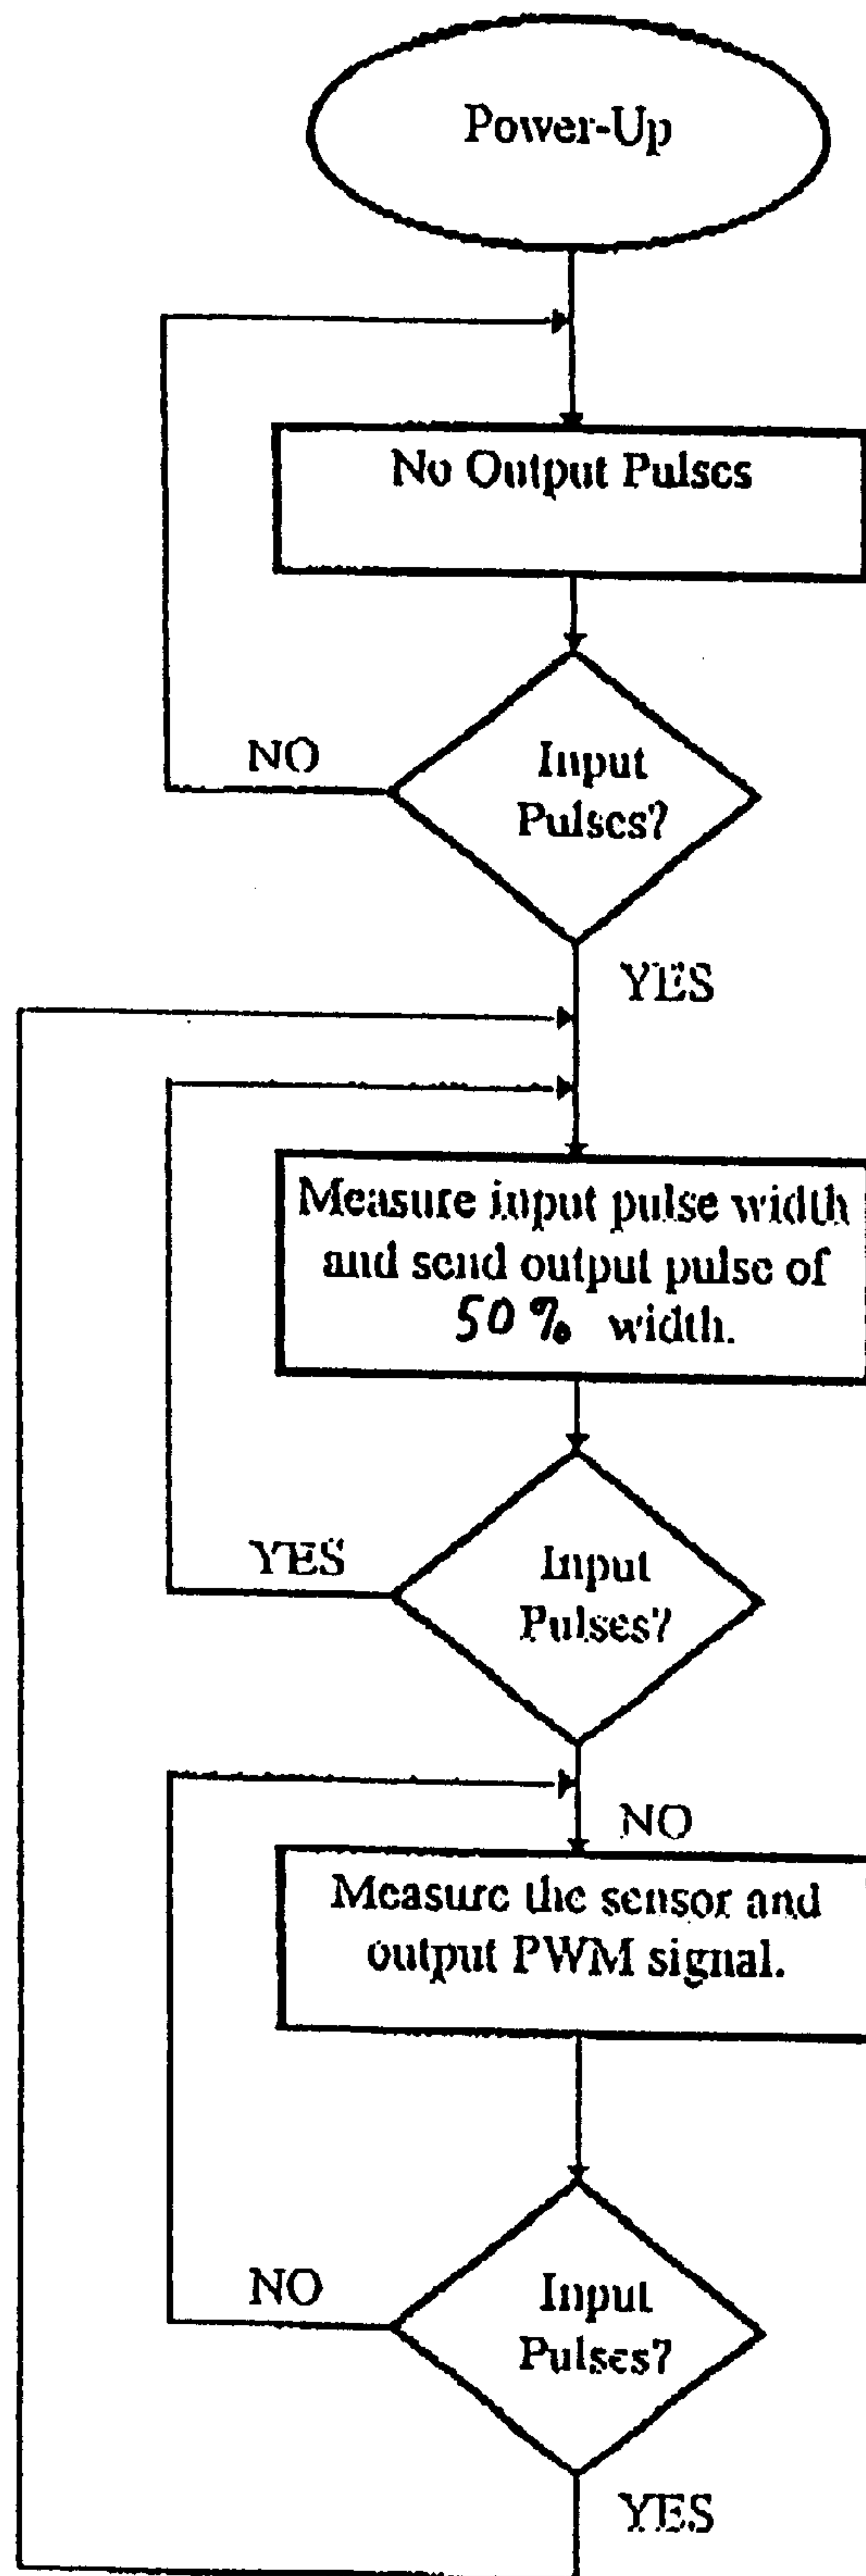 Power-Up
No Output Pulses
NO
Input
Pulses?
YES
Measure input pulse width
and send output pulse of
50% width.
YES
Input
Pulses?
NO
Measure the sensor and
output PWM signal.
NO
Input
Pulses?
YES